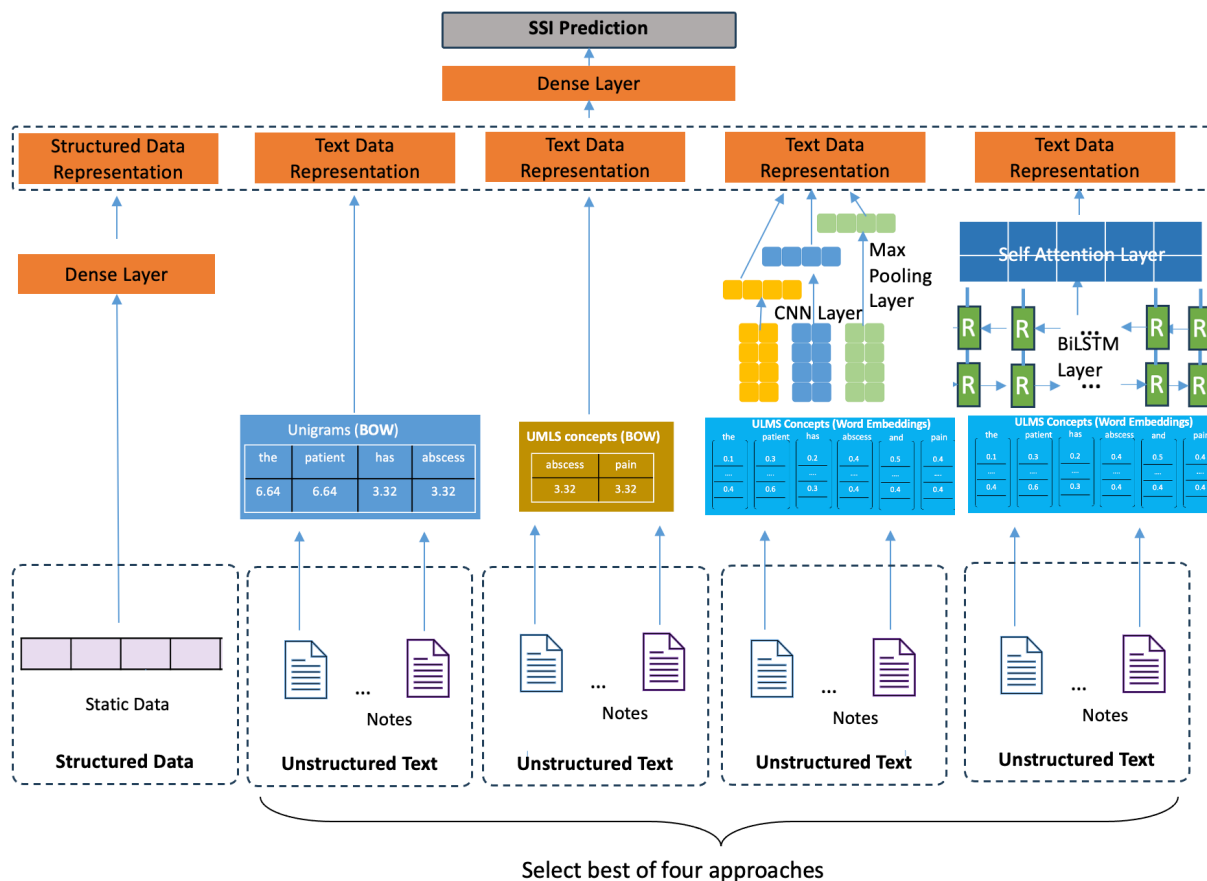 SSI Prediction
Dense Layer
Structured Data
Representation
Text Data
Representation
Text Data
Representation
Text Data
Representation
Text Data
Representation
Dense Layer
Max
Pooling
Layer
CNN Layer
Self Attention Layer
R R ... R R
BiLSTM
Layer
R R ... R R
Unigrams (BOW)
the patient has abscess
6.64 6.64 3.32 3.32
UMLS concepts (BOW)
abscess pain
3.32 3.32
ULMS Concepts (Word Embeddings)
the patient has abscess and pain
0.1 0.3 0.2 0.4 0.5 0.4
.... .... .... .... .... ....
0.4 0.6 0.3 0.4 0.4 0.4
ULMS Concepts (Word Embeddings)
the patient has abscess and pain
0.1 0.3 0.2 0.4 0.5 0.4
.... .... .... .... .... ....
0.4 0.6 0.3 0.4 0.4 0.4
Static Data
Structured Data
...
Notes
Unstructured Text
...
Notes
Unstructured Text
...
Notes
Unstructured Text
...
Notes
Unstructured Text
Select best of four approaches